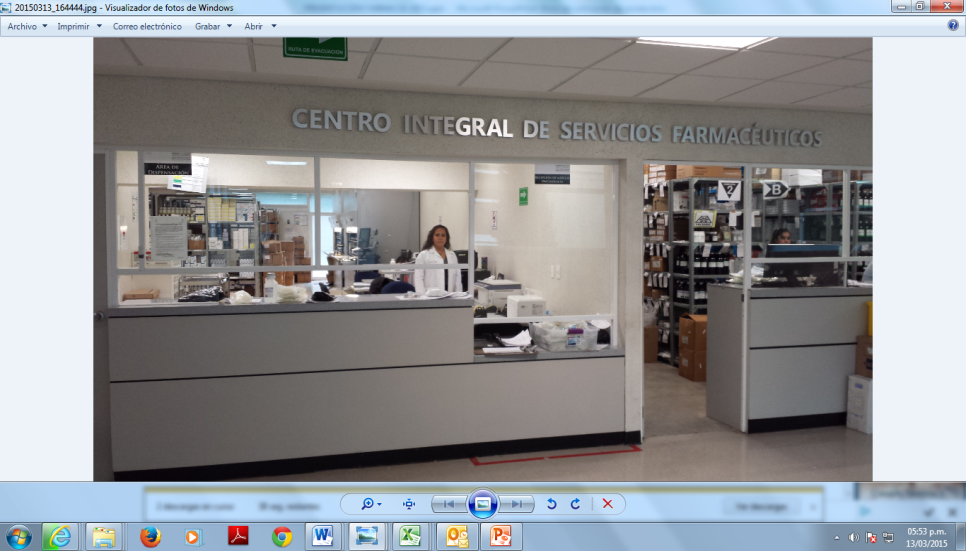 20150313_164444.jpg - Visualizador de fotos de Windows
Archivo Imprimir Correo electrónico Grabar Abrir
RUTA DE EVACUACIÓN
CENTRO INTEGRAL DE SERVICIOS FARMACÉUTICOS
ÁREA DE
DISPENSACIÓN
2
B
05:53 p.m.
13/03/2015